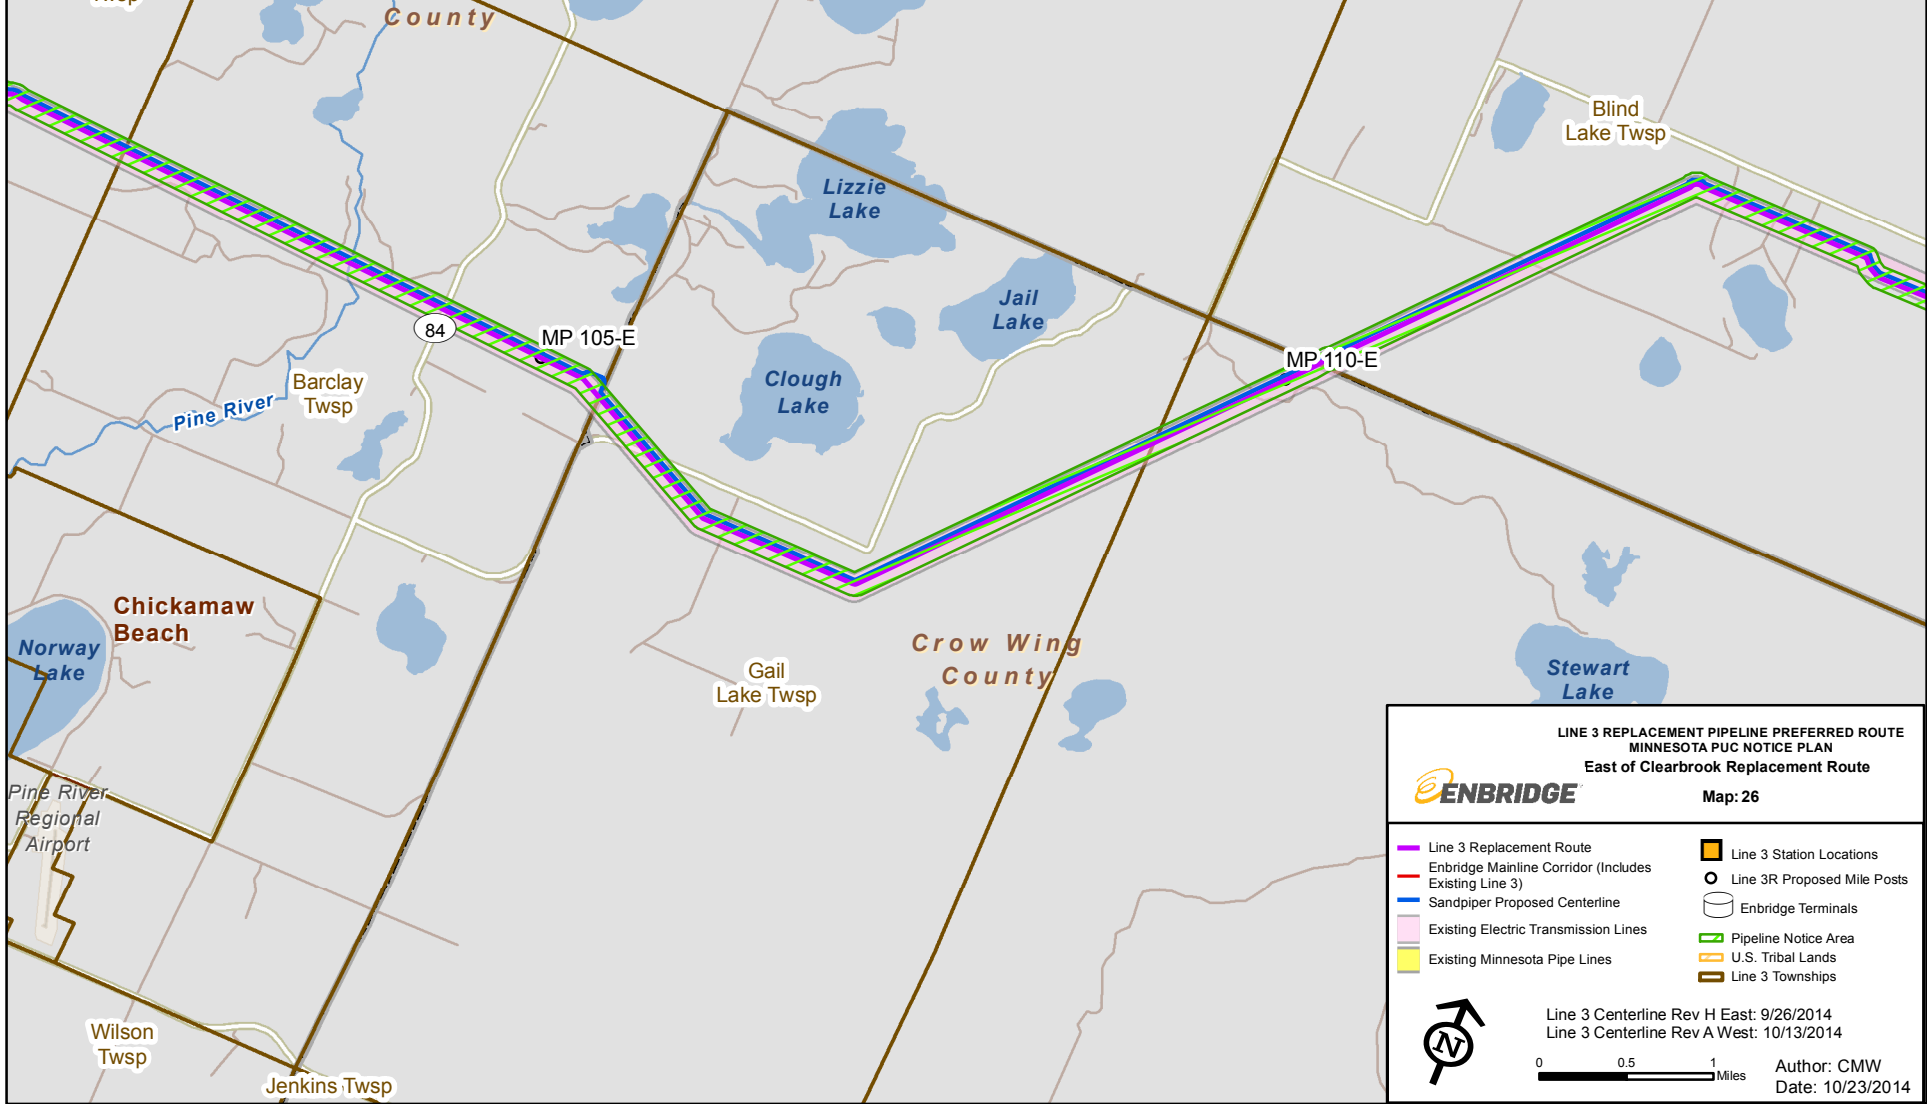 Twsp
County
Blind
Lake Twsp
Lizzie
Lake
Jail
Lake
84
MP 105-E
MP 110-E
Clough
Lake
Barclay
Twsp
Pine River
Chickamaw
Beach
Norway
Lake
Crow Wing
County
Gail
Lake Twsp
Stewart
Lake
Pine River
Regional
Airport
Wilson
Twsp
Jenkins Twsp
LINE 3 REPLACEMENT PIPELINE PREFERRED ROUTE
MINNESOTA PUC NOTICE PLAN
East of Clearbrook Replacement Route
ENBRIDGE
Map: 26
Line 3 Replacement Route
Enbridge Mainline Corridor (Includes
Existing Line 3)
Sandpiper Proposed Centerline
Existing Electric Transmission Lines
Existing Minnesota Pipe Lines
Line 3 Station Locations
Line 3R Proposed Mile Posts
Enbridge Terminals
Pipeline Notice Area
U.S. Tribal Lands
Line 3 Townships
N
Line 3 Centerline Rev H East: 9/26/2014
Line 3 Centerline Rev A West: 10/13/2014
0 0.5 1
Miles
Author: CMW
Date: 10/23/2014